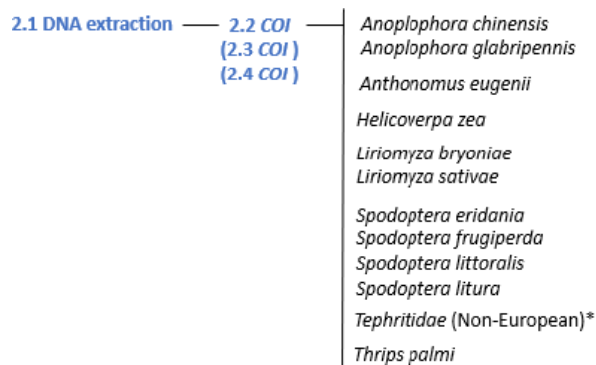 2.1 DNA extraction
2.2 COI
(2.3 COI )
(2.4 COI )
Anoplophora chinensis
Anoplophora glabripennis
Anthonomus eugenii
Helicoverpa zea
Liriomyza bryoniae
Liriomyza sativae
Spodoptera eridania
Spodoptera frugiperda
Spodoptera littoralis
Spodoptera litura
Tephritidae (Non-European)*
Thrips palmi